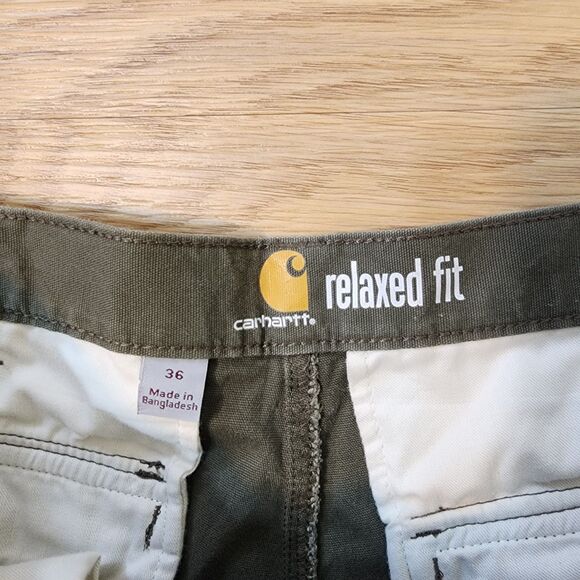 relaxed fit
carhartt®
36
Made in
Bangladesh